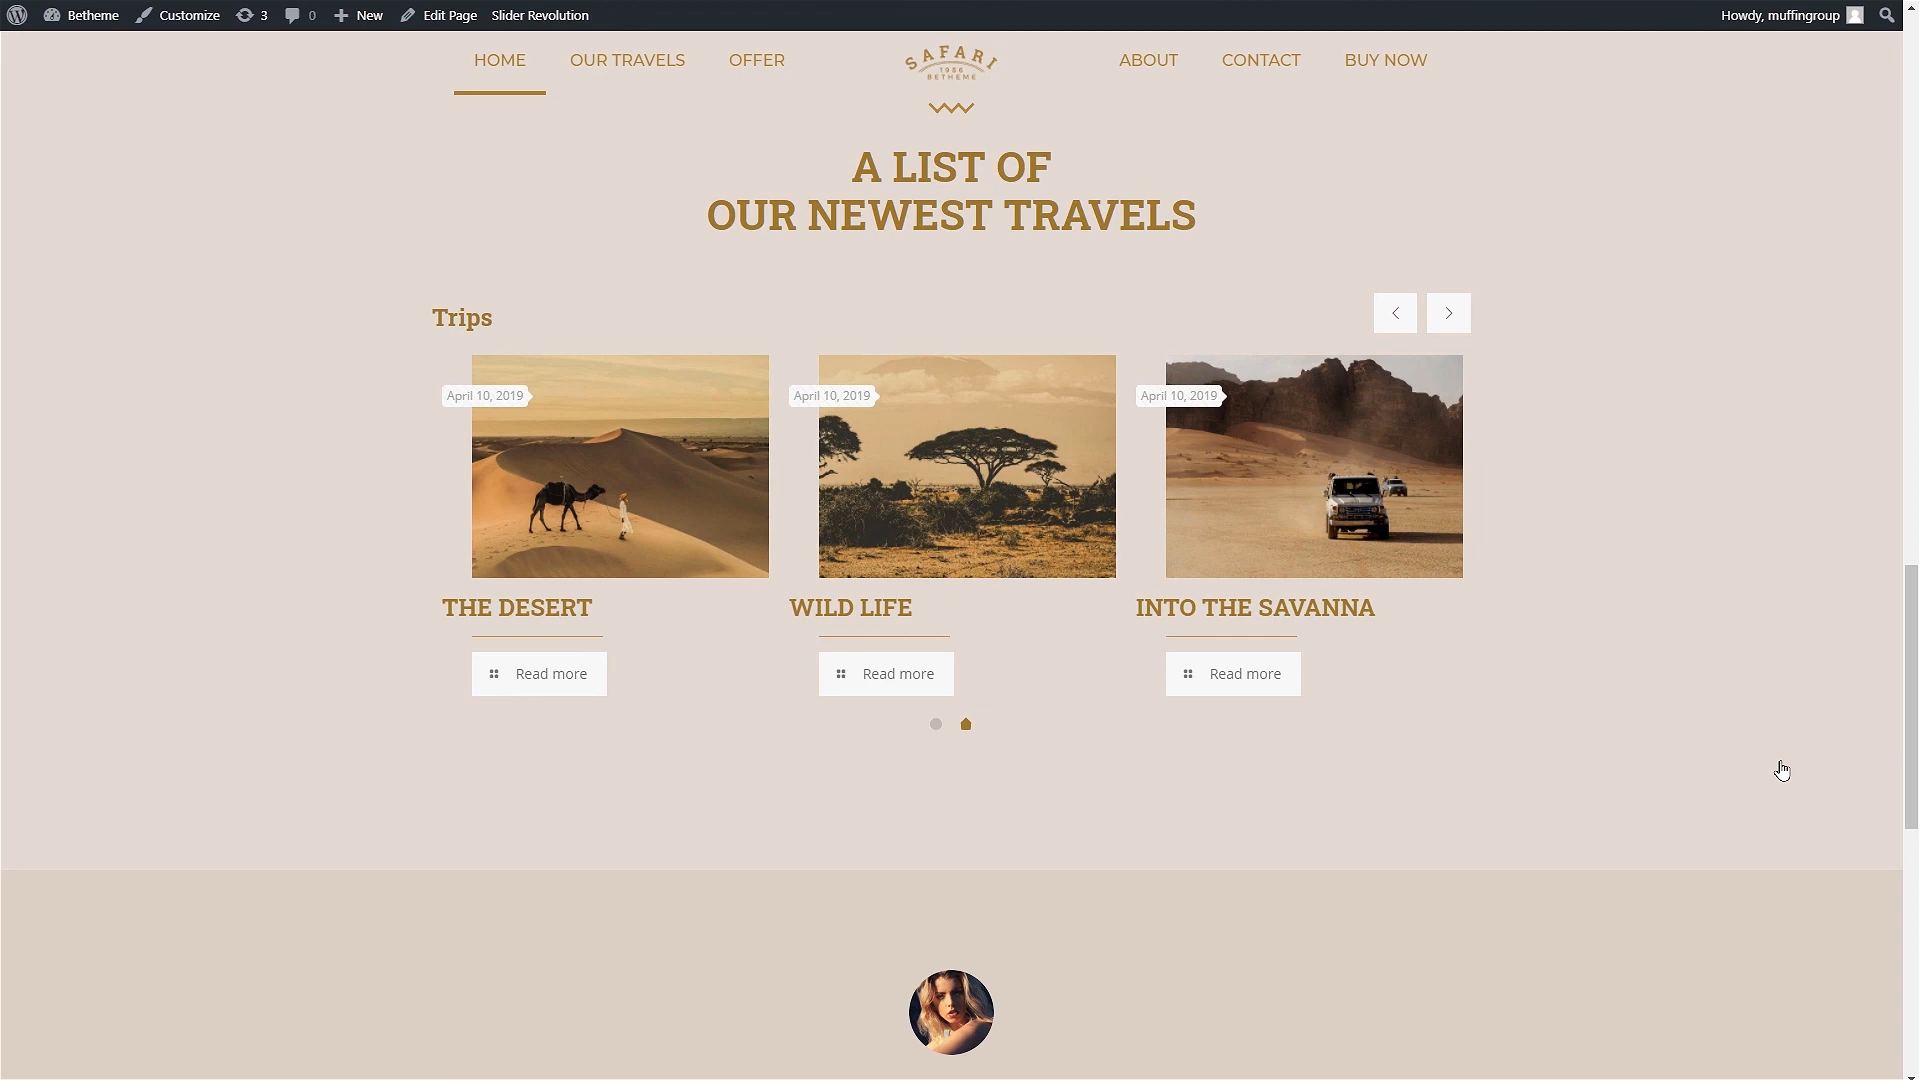 Betheme Customize 3 0 New Edit Page Slider Revolution Howdy, muffingroup
HOME OUR TRAVELS OFFER SAFARI ABOUT CONTACT BUY NOW
1986
BETHEME
A LIST OF
OUR NEWEST TRAVELS
Trips
April 10, 2019 April 10, 2019 April 10, 2019
THE DESERT WILD LIFE INTO THE SAVANNA
Read more Read more Read more